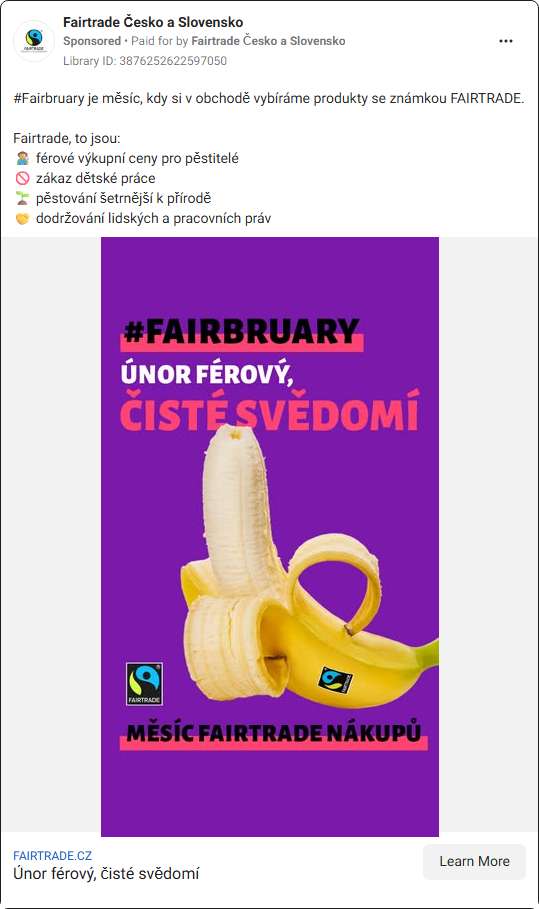 Fairtrade Česko a Slovensko
Sponsored • Paid for by Fairtrade Česko a Slovensko
Library ID: 3876252622597050
#Fairbruary je měsíc, kdy si v obchodě vybíráme produkty se známkou FAIRTRADE.
Fairtrade, to jsou:
férové výkupní ceny pro pěstitelé
zákaz dětské práce
pěstování šetrnější k přírodě
dodržování lidských a pracovních práv
#FAIRBRUARY
ÚNOR FÉROVÝ,
ČISTÉ SVĚDOMÍ
FAIRTRADE
FAIRTRADE
MĚSÍC FAIRTRADE NÁKUPŮ
FAIRTRADE.CZ
Únor férový, čisté svědomí
Learn More